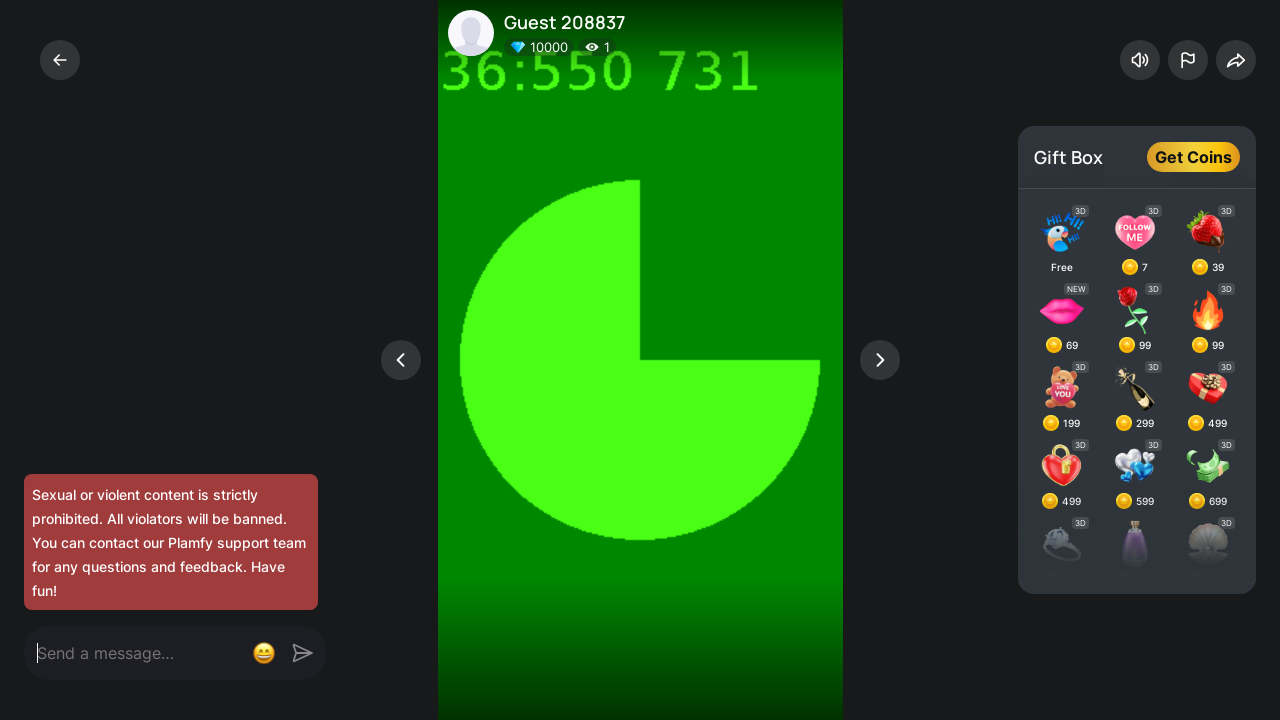 Guest 208837
10000
1
36:550 731
Gift Box
Get Coins
Hi! Hi! Hi!
3D
FOLLOW ME
3D
3D
Free
7
39
NEW
3D
3D
69
99
99
LOVE YOU
3D
3D
3D
199
299
499
3D
3D
3D
499
599
699
3D
3D
Sexual or violent content is strictly
prohibited. All violators will be banned.
You can contact our Plamfy support team
for any questions and feedback. Have
fun!
Send a message...